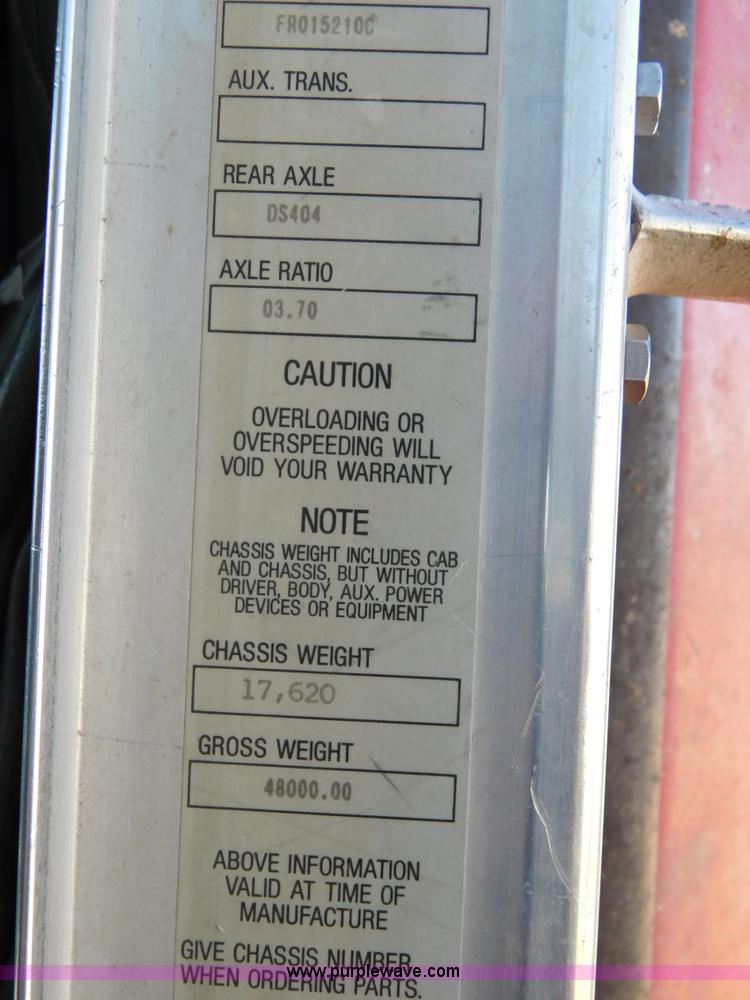 FR015210C
AUX. TRANS.
REAR AXLE
DS404
AXLE RATIO
03.70
CAUTION
OVERLOADING OR
OVERSPEEDING WILL
VOID YOUR WARRANTY
NOTE
CHASSIS WEIGHT INCLUDES CAB
AND CHASSIS, BUT WITHOUT
DRIVER, BODY, AUX. POWER
DEVICES OR EQUIPMENT
CHASSIS WEIGHT
17,620
GROSS WEIGHT
48000.00
ABOVE INFORMATION
VALID AT TIME OF
MANUFACTURE
GIVE CHASSIS NUMBER
WHEN ORDERING PARTS.
www.purplewave.com